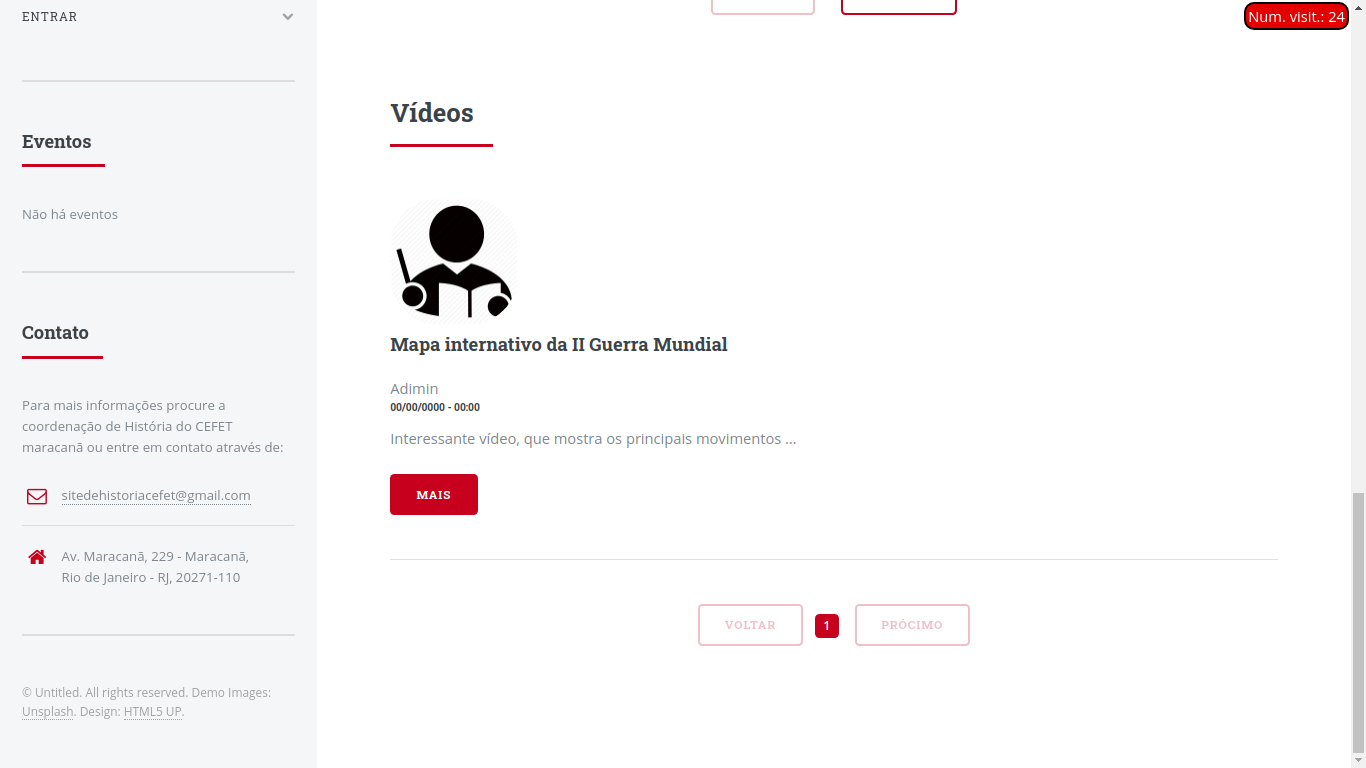 ENTRAR
Num. visit.: 24
Eventos
Não há eventos
Contato
Para mais informações procure a
coordenação de História do CEFET
maracanã ou entre em contato através de:
sitedehistoriacefet@gmail.com
Av. Maracanã, 229 - Maracanã,
Rio de Janeiro - RJ, 20271-110
© Untitled. All rights reserved. Demo Images:
Unsplash. Design: HTML5 UP.
Vídeos
Mapa internativo da II Guerra Mundial
Adimin
00/00/0000 - 00:00
Interessante vídeo, que mostra os principais movimentos ...
MAIS
VOLTAR 1 PRÓCIMO